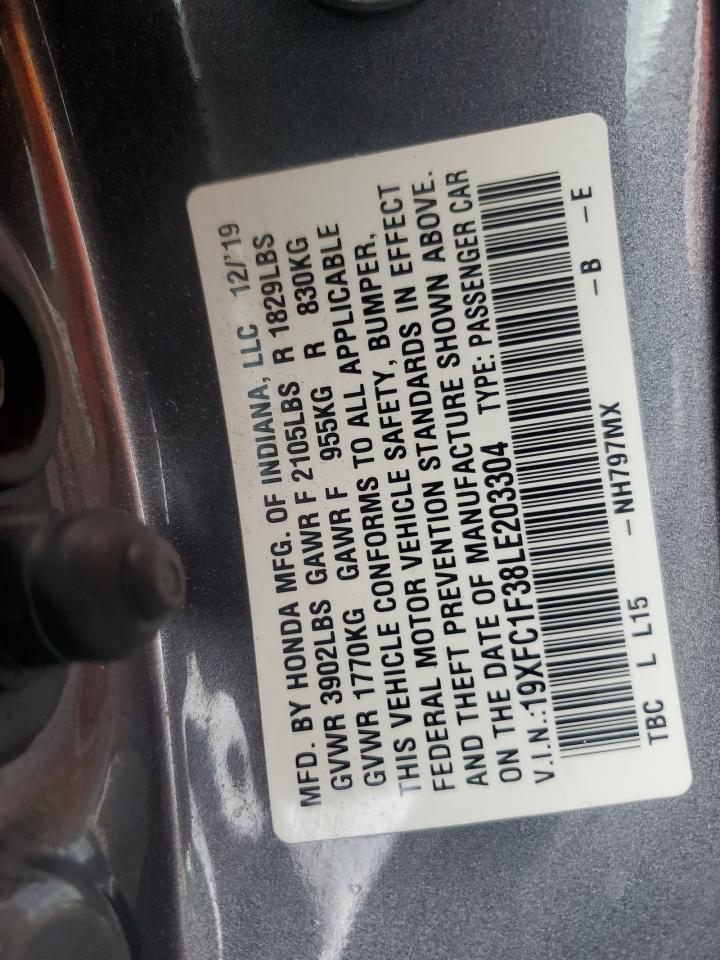 MFD. BY HONDA MFG. OF INDIANA, LLC 12/'19
GVWR 3902LBS GAWR F 2105LBS R 1829LBS
GVWR 1770KG GAWR F 955KG R 830KG
THIS VEHICLE CONFORMS TO ALL APPLICABLE
FEDERAL MOTOR VEHICLE SAFETY, BUMPER,
AND THEFT PREVENTION STANDARDS IN EFFECT
ON THE DATE OF MANUFACTURE SHOWN ABOVE.
V.I.N.:19XFC1F38LE203304 TYPE: PASSENGER CAR
TBC L L15 –NH797MX –B –E